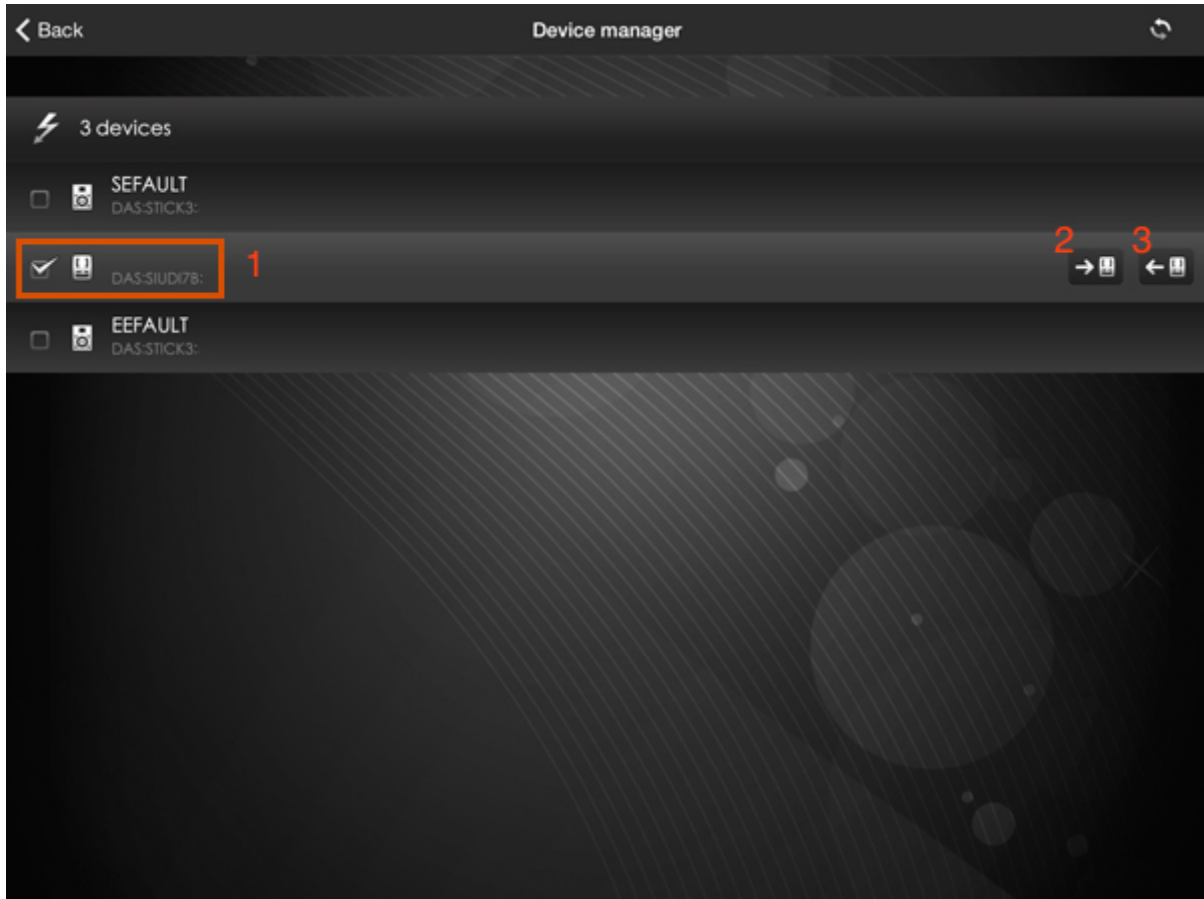 Back
Device manager
3 devices
SEFAULT
DAS:STICK3:
1
DAS:SIUDI7B:
2
3
EEFAULT
DAS:STICK3: